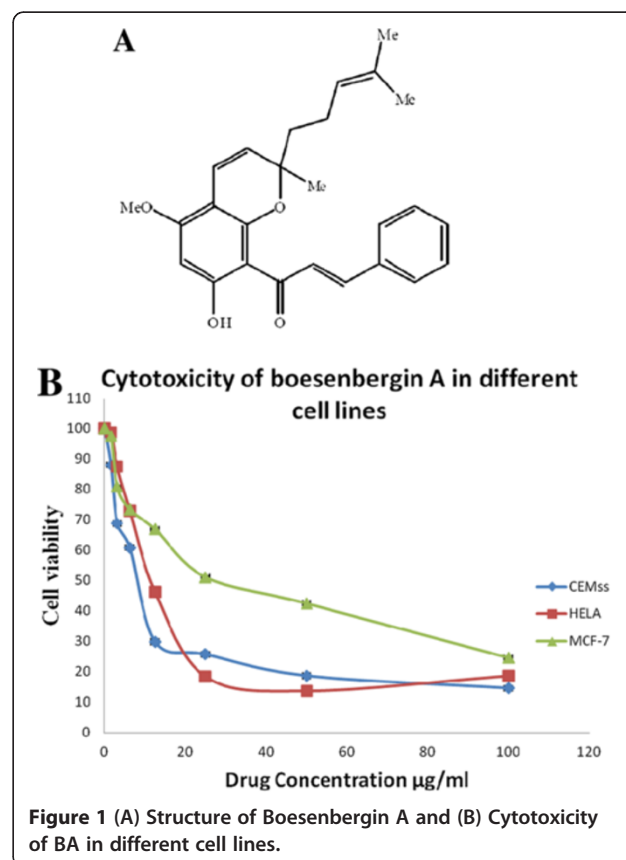 A
Me
Me
Me
O
MeO
OH
O
B Cytotoxicity of boesenbergin A in different
cell lines
110
100
90
80
70
60
50
40
30
20
10
0
Cell viability
0 20 40 60 80 100 120
Drug Concentration µg/ml
CEMss
HELA
MCF-7
Figure 1 (A) Structure of Boesenbergin A and (B) Cytotoxicity
of BA in different cell lines.